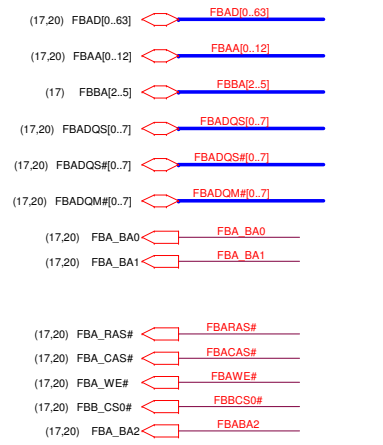 (17,20) FBAD[0..63] FBAD[0..63]
(17,20) FBAA[0..12] FBAA[0..12]
(17) FBBA[2..5] FBBA[2..5]
(17,20) FBADQS[0..7] FBADQS[0..7]
(17,20) FBADQS#[0..7] FBADQS#[0..7]
(17,20) FBADQM#[0..7] FBADQM#[0..7]
(17,20) FBA_BA0 FBA_BA0
(17,20) FBA_BA1 FBA_BA1
(17,20) FBA_RAS# FBARAS#
(17,20) FBA_CAS# FBACAS#
(17,20) FBA_WE# FBAWE#
(17,20) FBB_CS0# FBBCS0#
(17,20) FBA_BA2 FBABA2